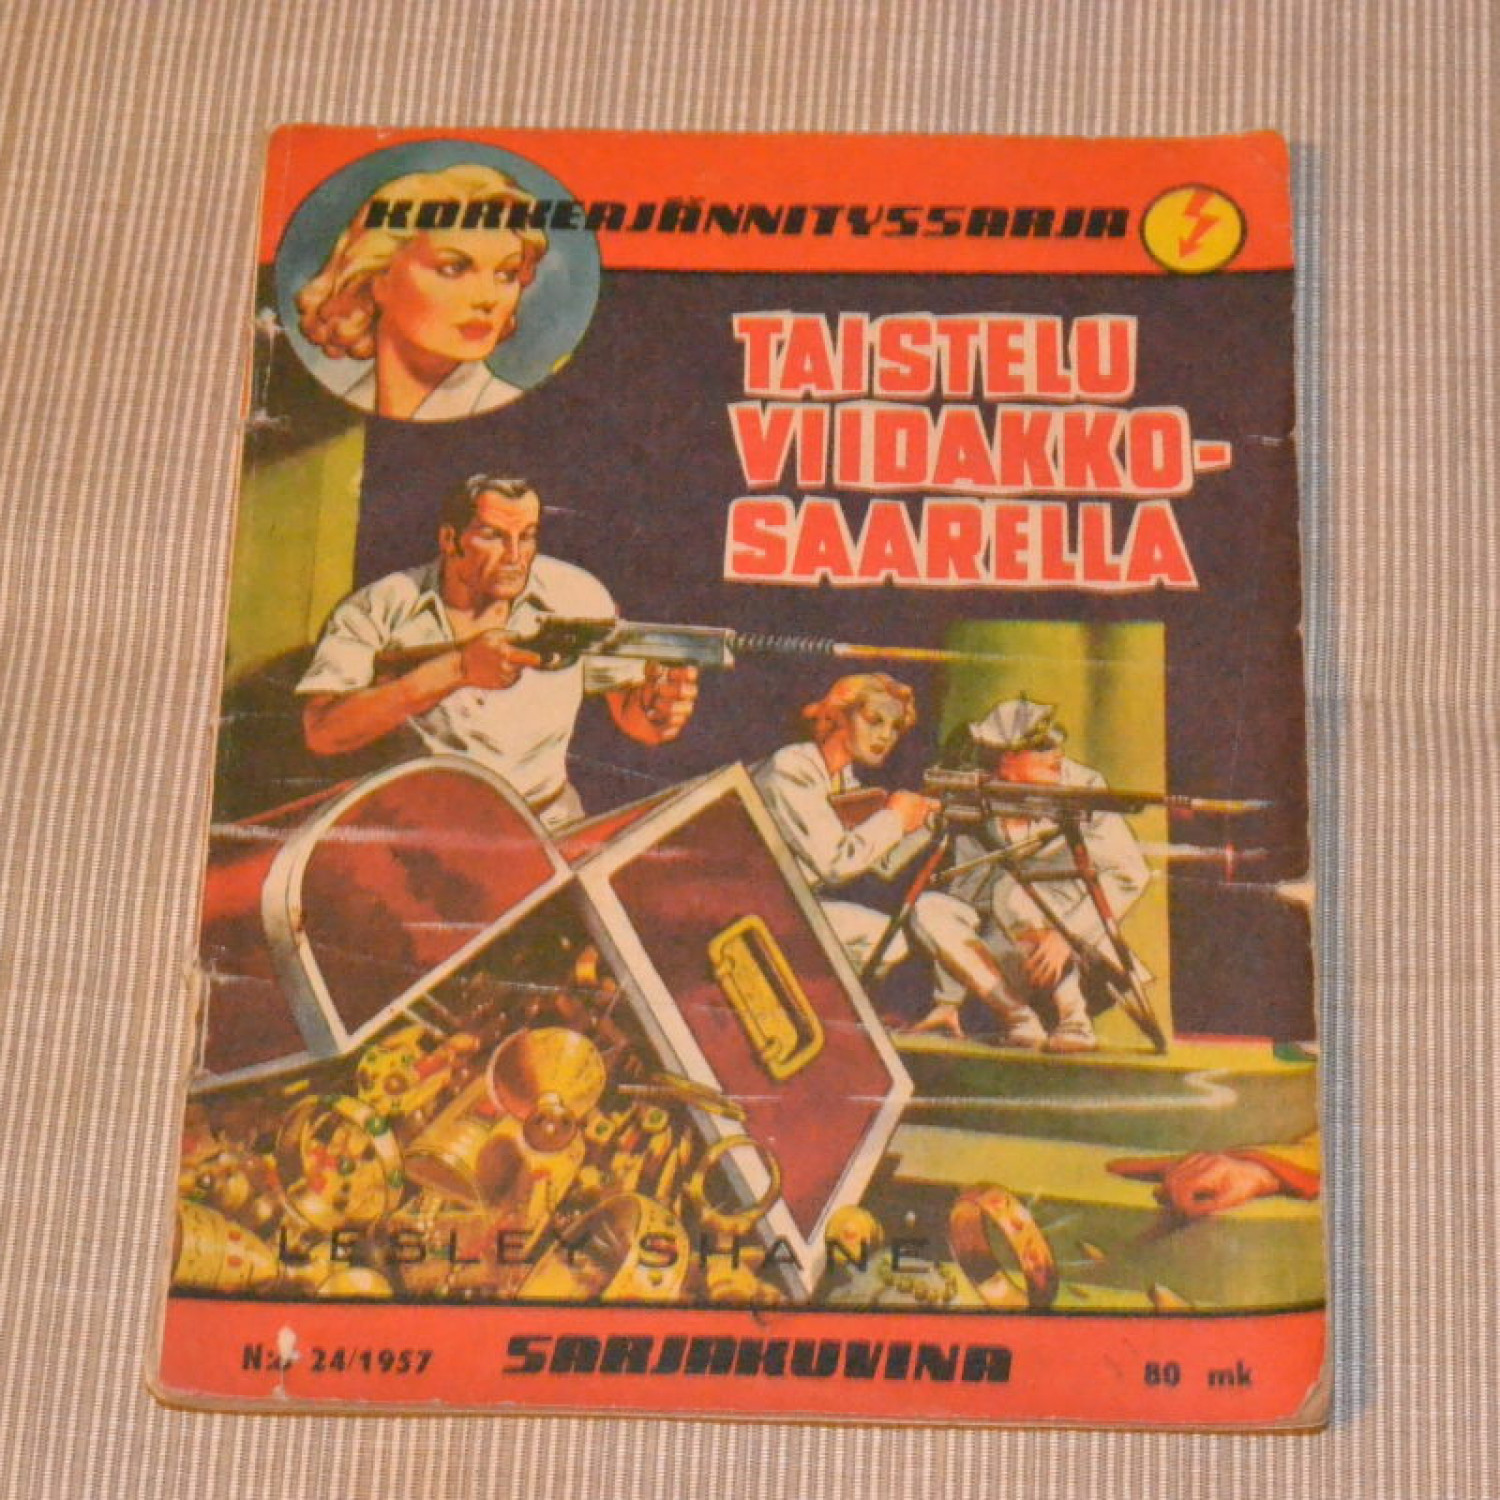 KORKEAJÄNNITYSSARJA
TAISTELU
VIIDAKKO-
SAARELLA
LESLEY SHANE
N:o 24/1957
SARJAKUVINA
80 mk